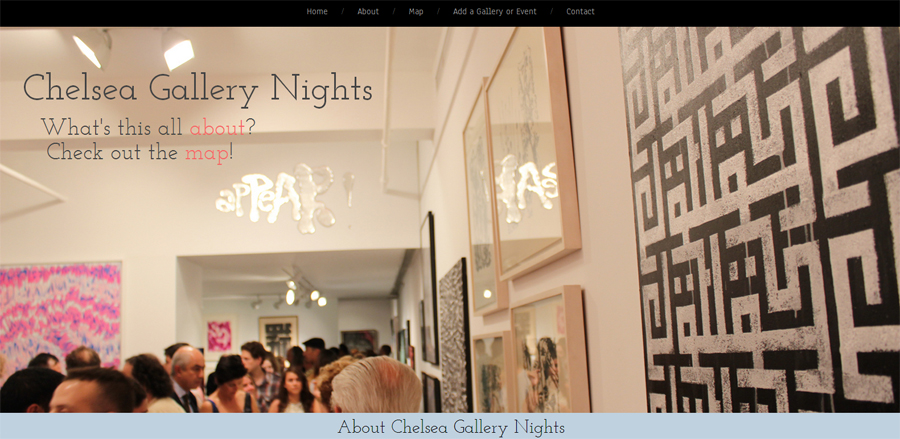 Home / About / Map / Add a Gallery or Event / Contact
Chelsea Gallery Nights
What's this all about?
Check out the map!
appear
About Chelsea Gallery Nights